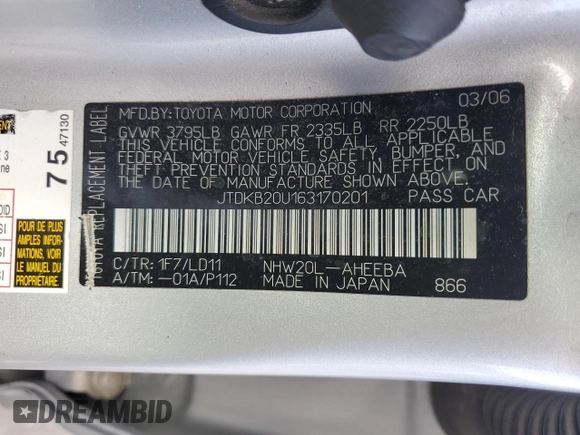 MFD.BY: TOYOTA MOTOR CORPORATION 03/06
GVWR 3795LB GAWR FR 2335LB RR 2250LB
THIS VEHICLE CONFORMS TO ALL APPLICABLE
FEDERAL MOTOR VEHICLE SAFETY, BUMPER, AND
THEFT PREVENTION STANDARDS IN EFFECT ON
THE DATE OF MANUFACTURE SHOWN ABOVE.
JTDKB20U163170201 PASS CAR
C/TR: 1F7/LD11 NHW20L-AHEEBA
A/TM: -01A/P112 MADE IN JAPAN 866
TOYOTA REPLACEMENT LABEL
75 47130
POUR DE PLUS
AMPLES
INFORMATIONS,
VOIR LE
MANUEL DU
PROPRIÉTAIRE
DREAMBID